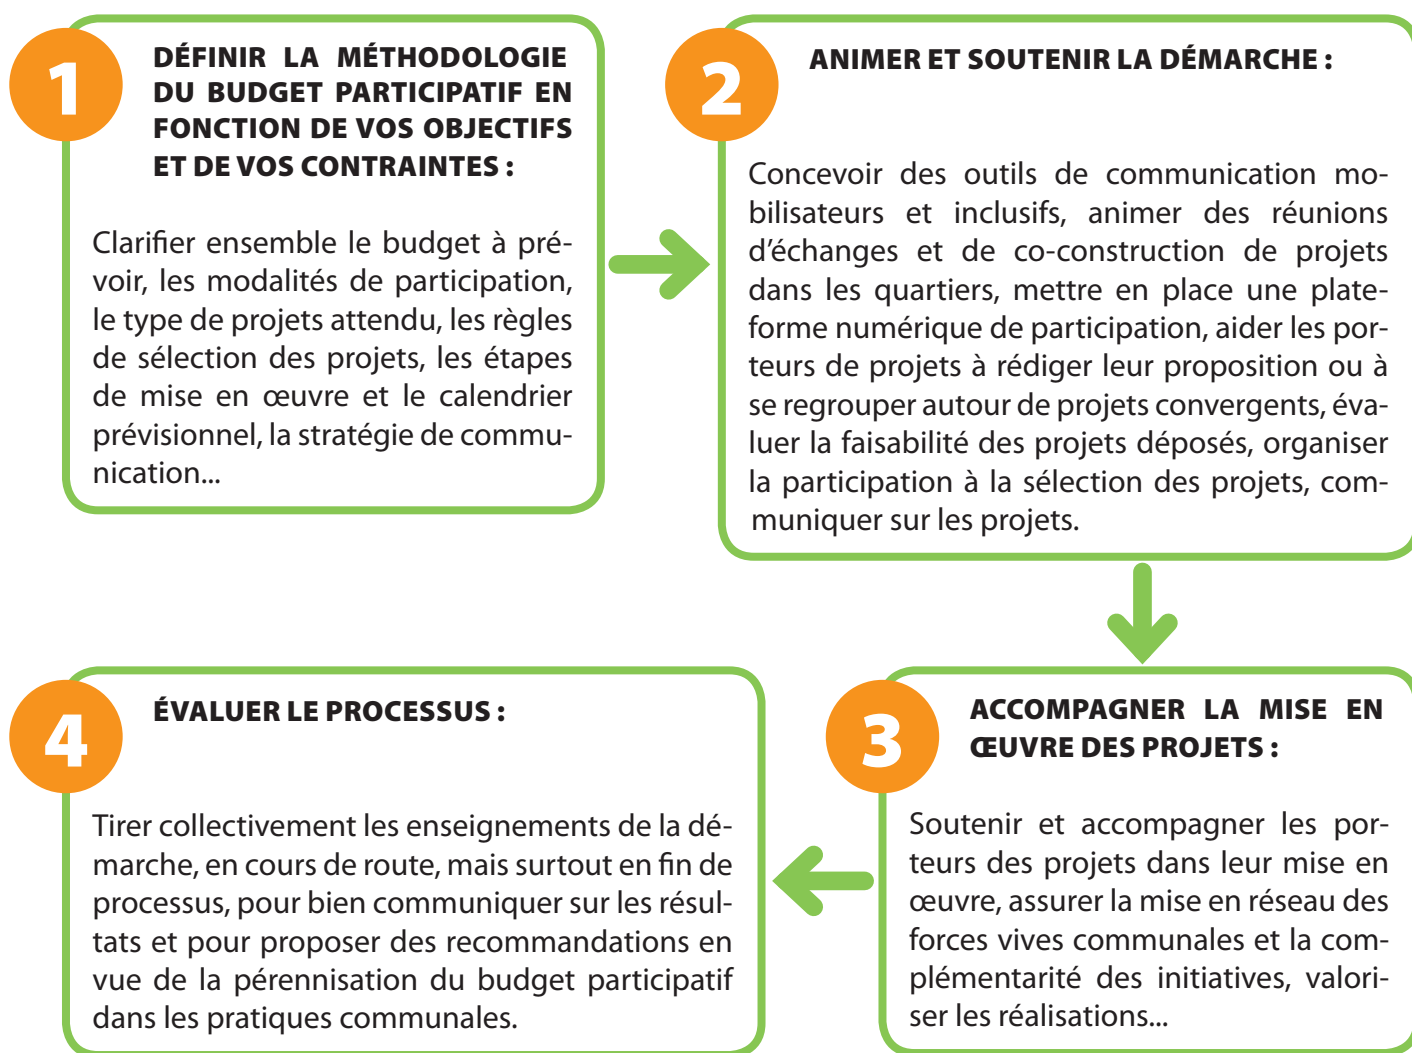 1
DÉFINIR LA MÉTHODOLOGIE
DU BUDGET PARTICIPATIF EN
FONCTION DE VOS OBJECTIFS
ET DE VOS CONTRAINTES :
Clarifier ensemble le budget à pré-
voir, les modalités de participation,
le type de projets attendu, les règles
de sélection des projets, les étapes
de mise en œuvre et le calendrier
prévisionnel, la stratégie de commu-
nication...
2
ANIMER ET SOUTENIR LA DÉMARCHE :
Concevoir des outils de communication mo-
bilisateurs et inclusifs, animer des réunions
d’échanges et de co-construction de projets
dans les quartiers, mettre en place une plate-
forme numérique de participation, aider les por-
teurs de projets à rédiger leur proposition ou à
se regrouper autour de projets convergents, éva-
luer la faisabilité des projets déposés, organiser
la participation à la sélection des projets, com-
muniquer sur les projets.
3
ACCOMPAGNER LA MISE EN
ŒUVRE DES PROJETS :
Soutenir et accompagner les por-
teurs des projets dans leur mise en
œuvre, assurer la mise en réseau des
forces vives communales et la com-
plémentarité des initiatives, valori-
ser les réalisations...
4
ÉVALUER LE PROCESSUS :
Tirer collectivement les enseignements de la dé-
marche, en cours de route, mais surtout en fin de
processus, pour bien communiquer sur les résul-
tats et pour proposer des recommandations en
vue de la pérennisation du budget participatif
dans les pratiques communales.